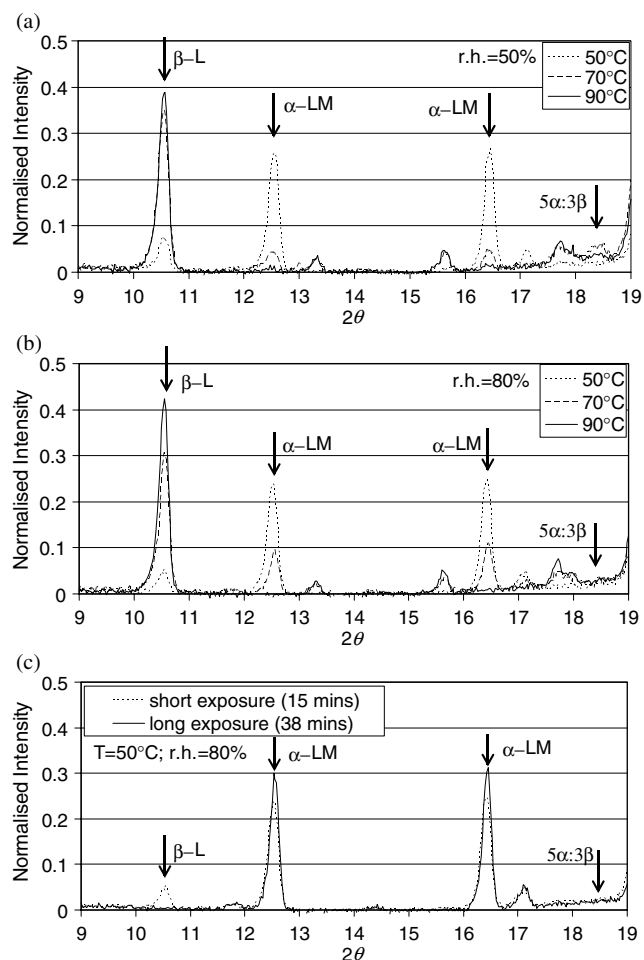 (a)
0.5
0.4
0.3
0.2
0.1
0
Normalised Intensity
β–L
α–LM
α–LM
5α:3β
r.h.=50%
50°C
70°C
90°C
9 10 11 12 13 14 15 16 17 18 19
2θ
(b)
0.5
0.4
0.3
0.2
0.1
0
Normalised Intensity
β–L
α–LM
α–LM
5α:3β
r.h.=80%
50°C
70°C
90°C
9 10 11 12 13 14 15 16 17 18 19
2θ
(c)
0.5
0.4
0.3
0.2
0.1
0
Normalised Intensity
short exposure (15 mins)
long exposure (38 mins)
T=50°C; r.h.=80%
β–L
α–LM
α–LM
5α:3β
9 10 11 12 13 14 15 16 17 18 19
2θ